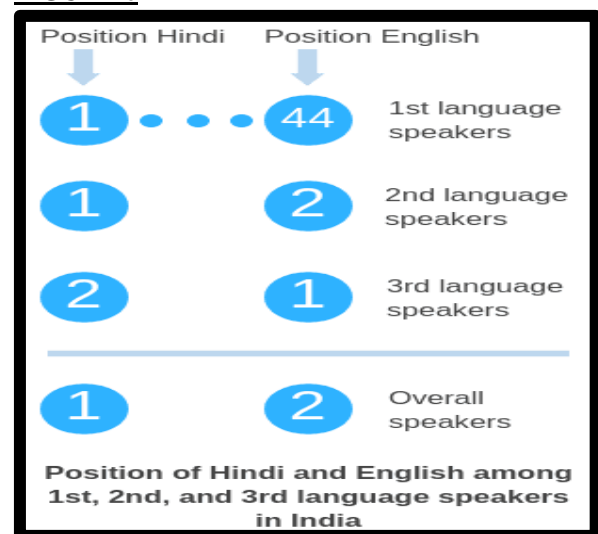 Position Hindi Position English
1 44 1st language
speakers
1 2 2nd language
speakers
2 1 3rd language
speakers
1 2 Overall
speakers
Position of Hindi and English among
1st, 2nd, and 3rd language speakers
in India